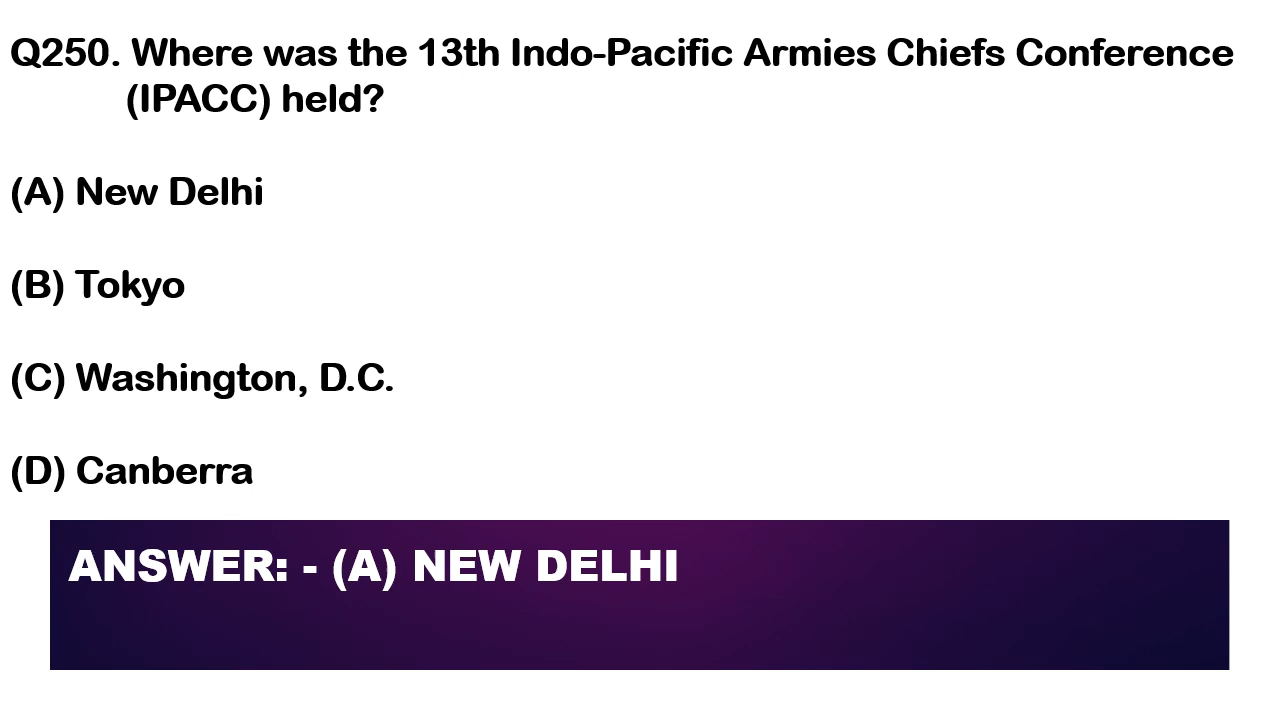 Q250. Where was the 13th Indo-Pacific Armies Chiefs Conference
(IPACC) held?
(A) New Delhi
(B) Tokyo
(C) Washington, D.C.
(D) Canberra
ANSWER: - (A) NEW DELHI